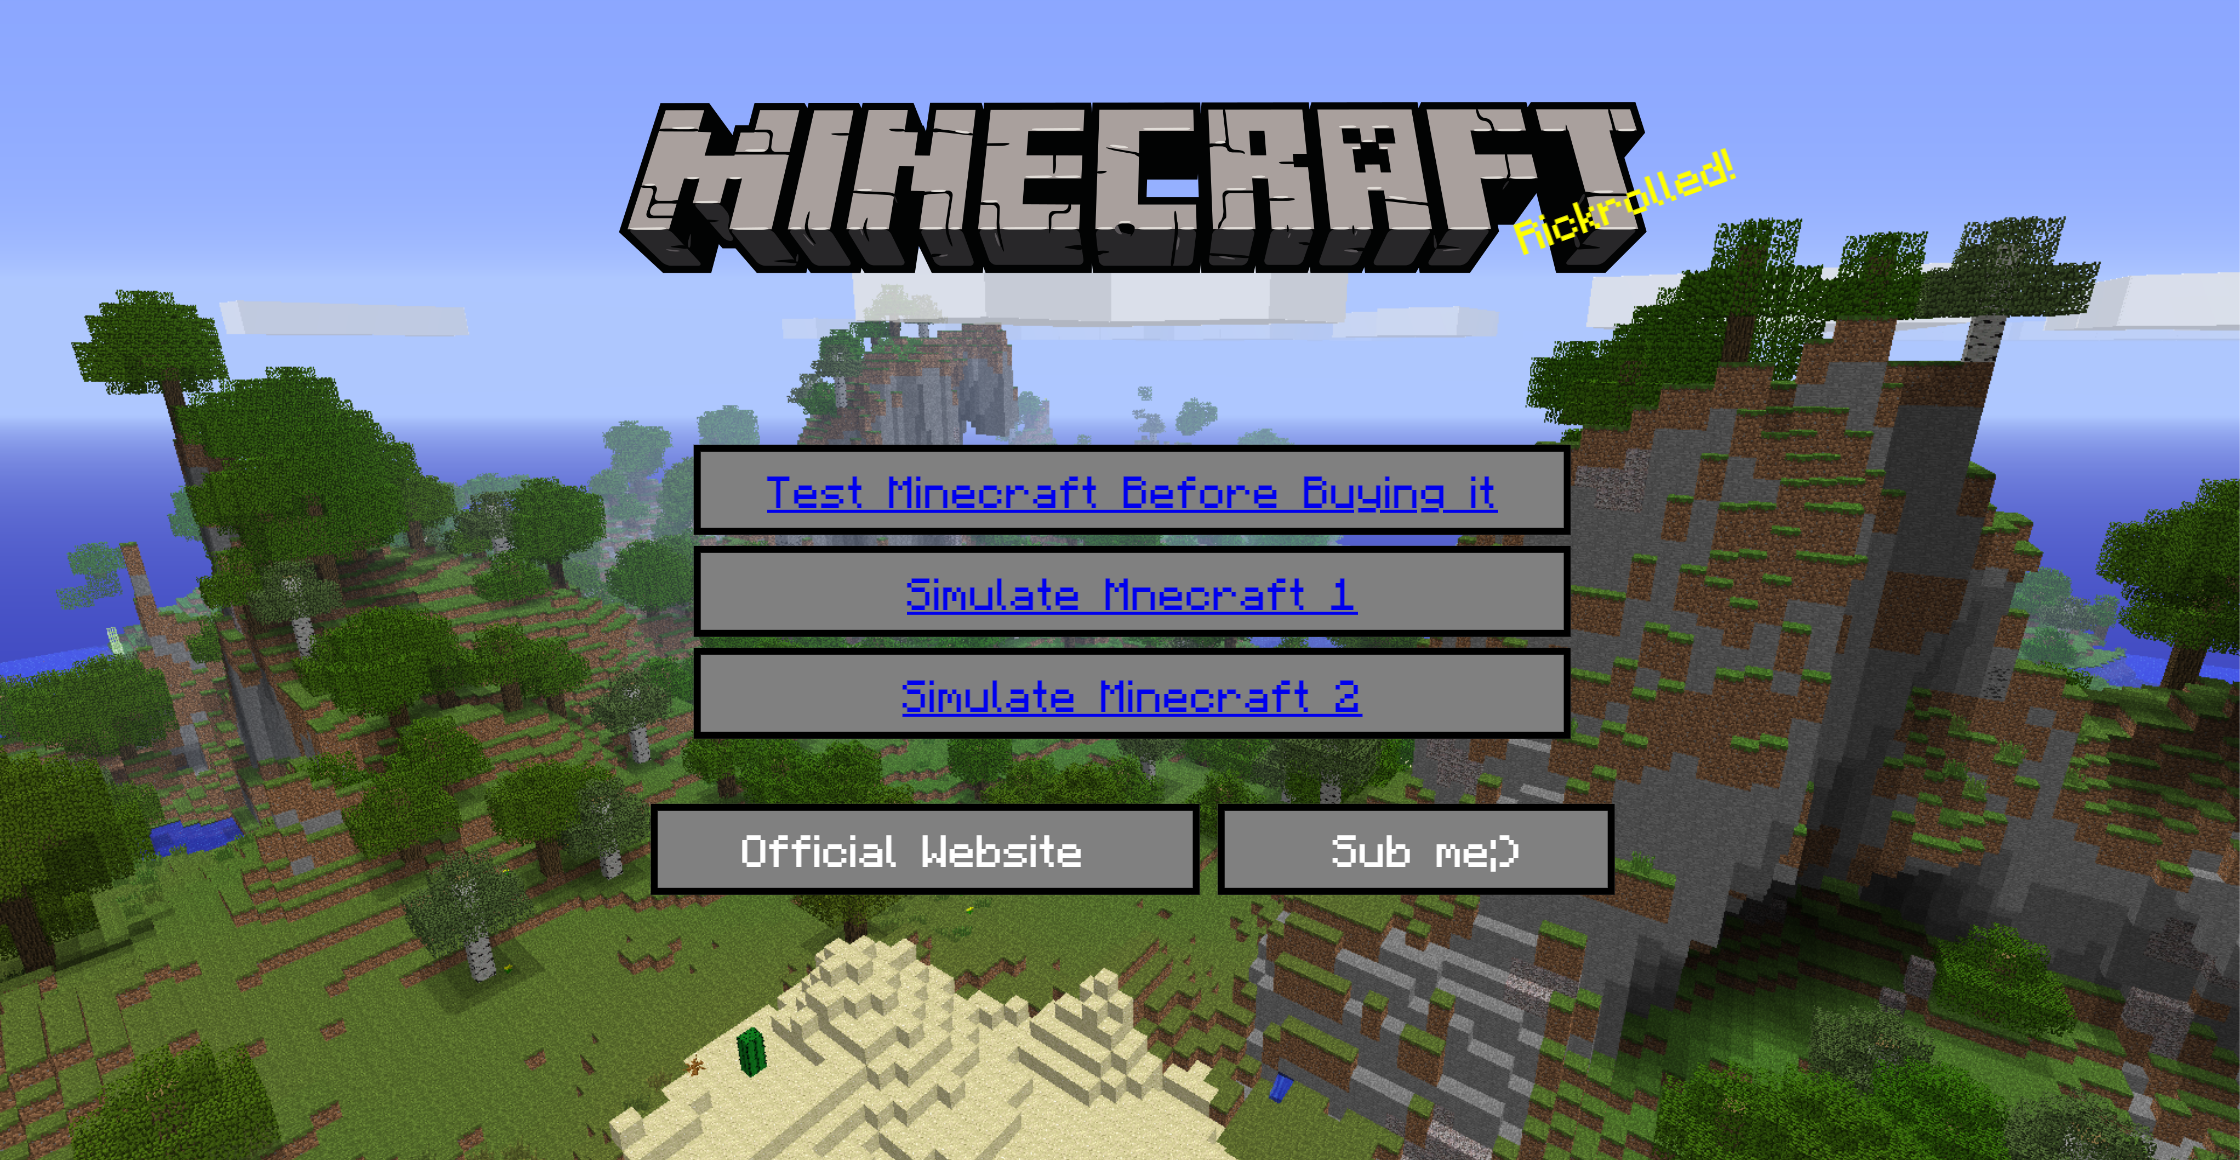 MINECRAFT
Rickrolled!
Test Minecraft Before Buying it
Simulate Mnecraft 1
Simulate Minecraft 2
Official Website
Sub me;)